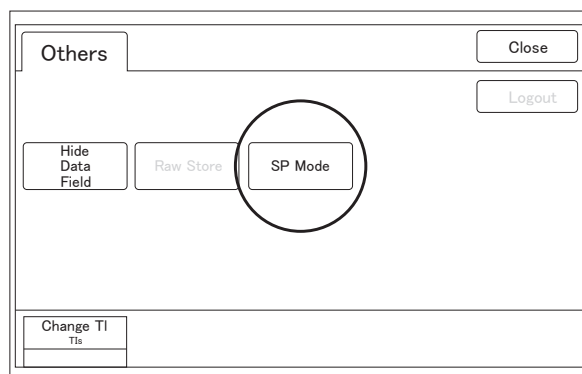 Others
Close
Logout
Hide
Data
Field
Raw Store
SP Mode
Change TI
TIs